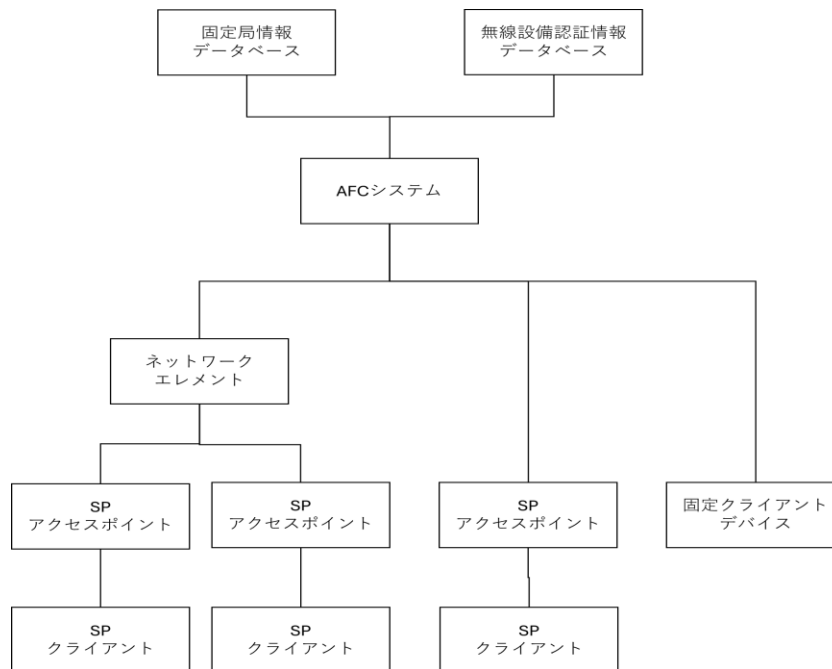 固定局情報
データベース
無線設備認証情報
データベース
AFCシステム
ネットワーク
エレメント
SP
アクセスポイント
SP
アクセスポイント
SP
アクセスポイント
固定クライアント
デバイス
SP
クライアント
SP
クライアント
SP
クライアント